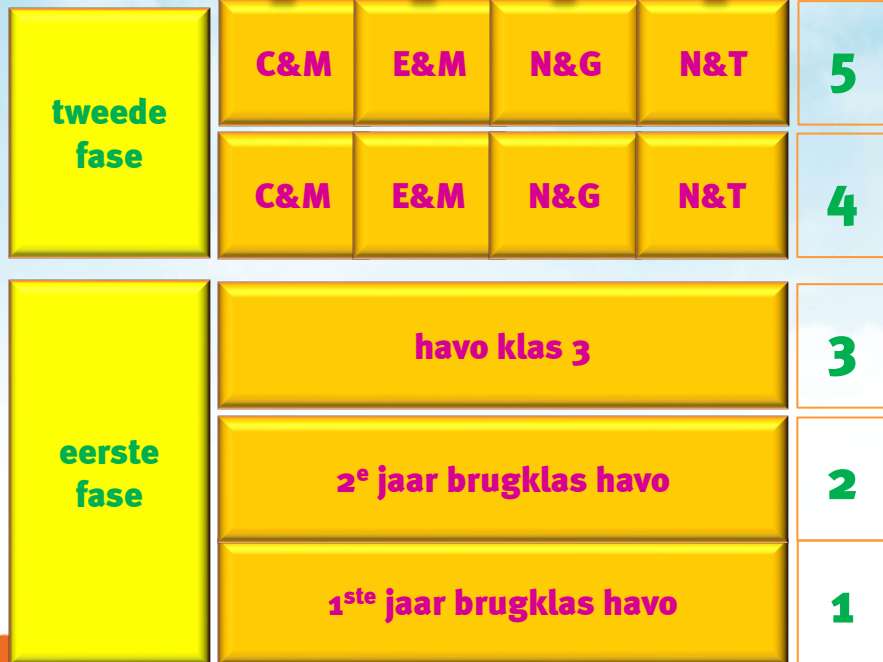 tweede
fase
C&M E&M N&G N&T 5
C&M E&M N&G N&T 4
eerste
fase
havo klas 3 3
2e jaar brugklas havo 2
1ste jaar brugklas havo 1